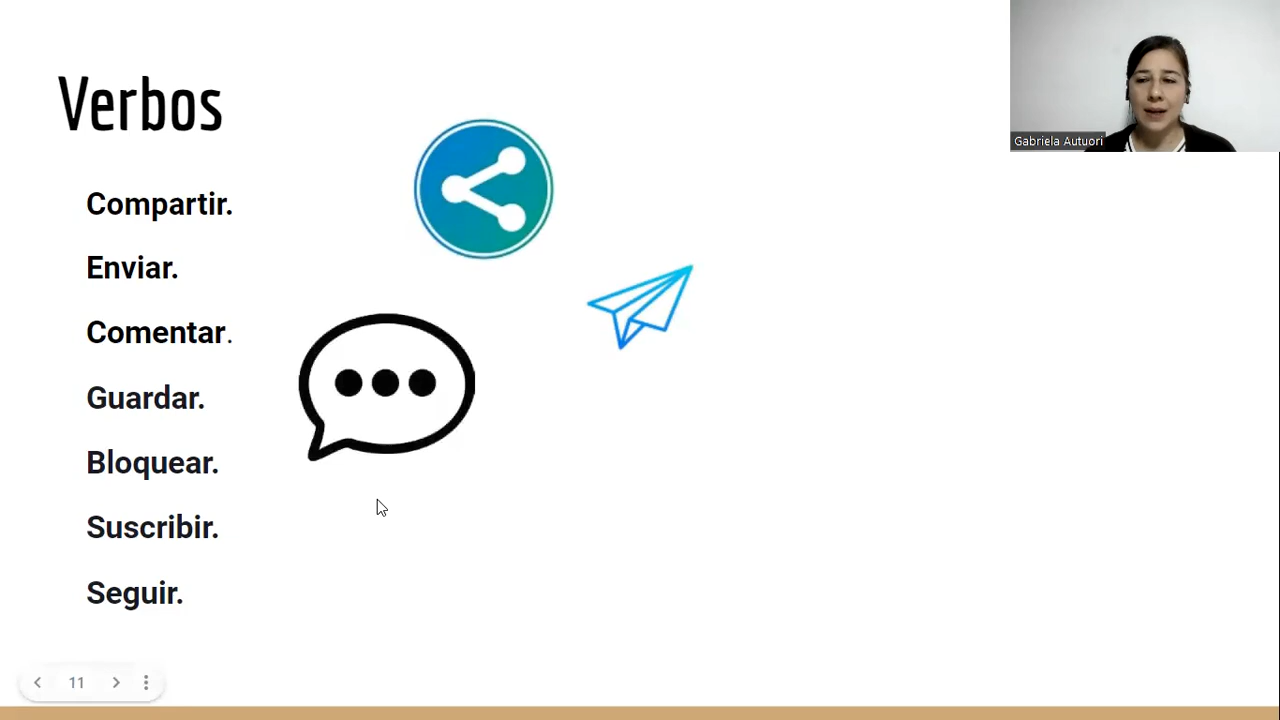 Verbos
Compartir.
Enviar.
Comentar.
Guardar.
Bloquear.
Suscribir.
Seguir.
Gabriela Autuori
11